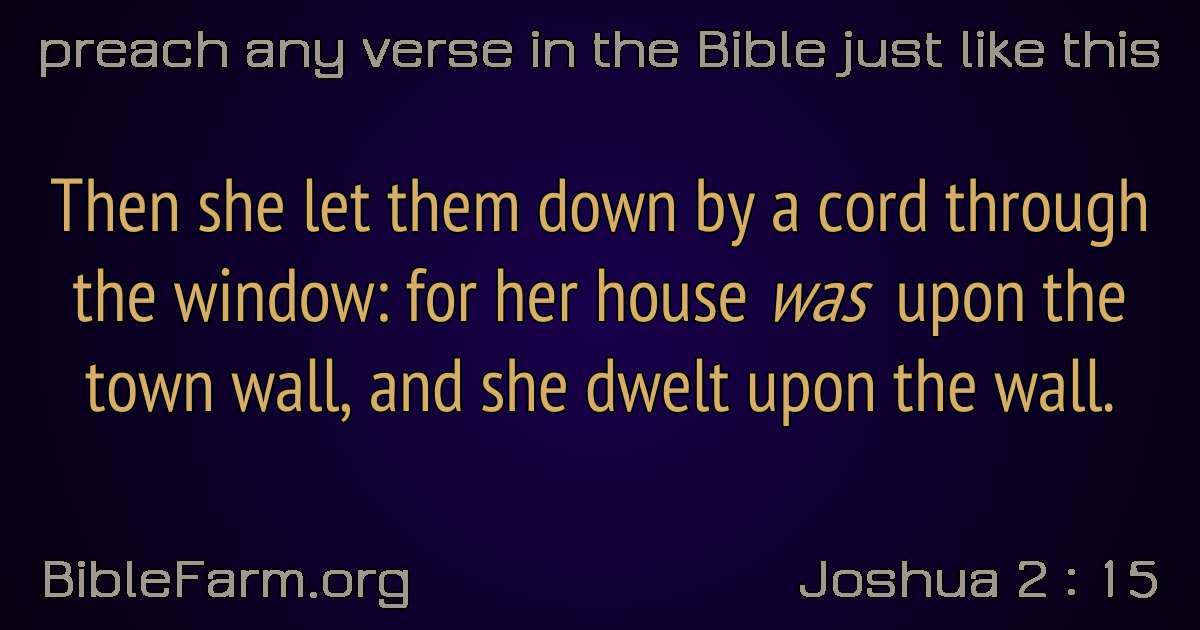 preach any verse in the Bible just like this
Then she let them down by a cord through
the window: for her house was upon the
town wall, and she dwelt upon the wall.
BibleFarm.org
Joshua 2 : 15